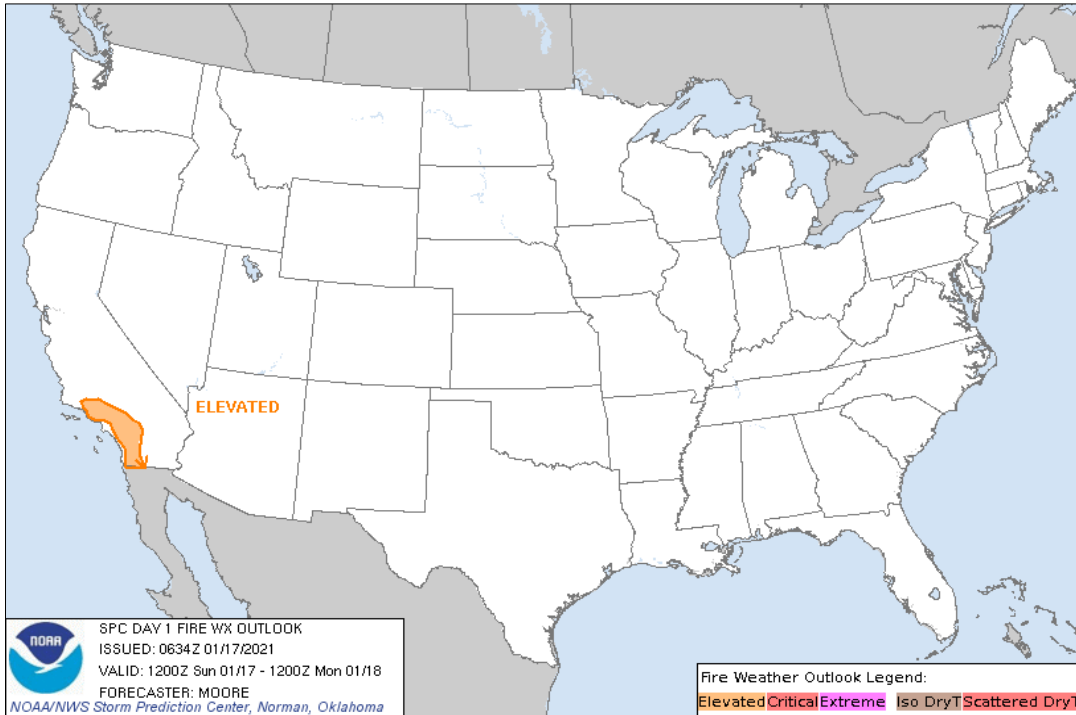 ELEVATED
NOAA
SPC DAY 1 FIRE WX OUTLOOK
ISSUED: 0634Z 01/17/2021
VALID: 1200Z Sun 01/17 - 1200Z Mon 01/18
FORECASTER: MOORE
NOAA/NWS Storm Prediction Center, Norman, Oklahoma
Fire Weather Outlook Legend:
Elevated Critical Extreme Iso DryT Scattered DryT